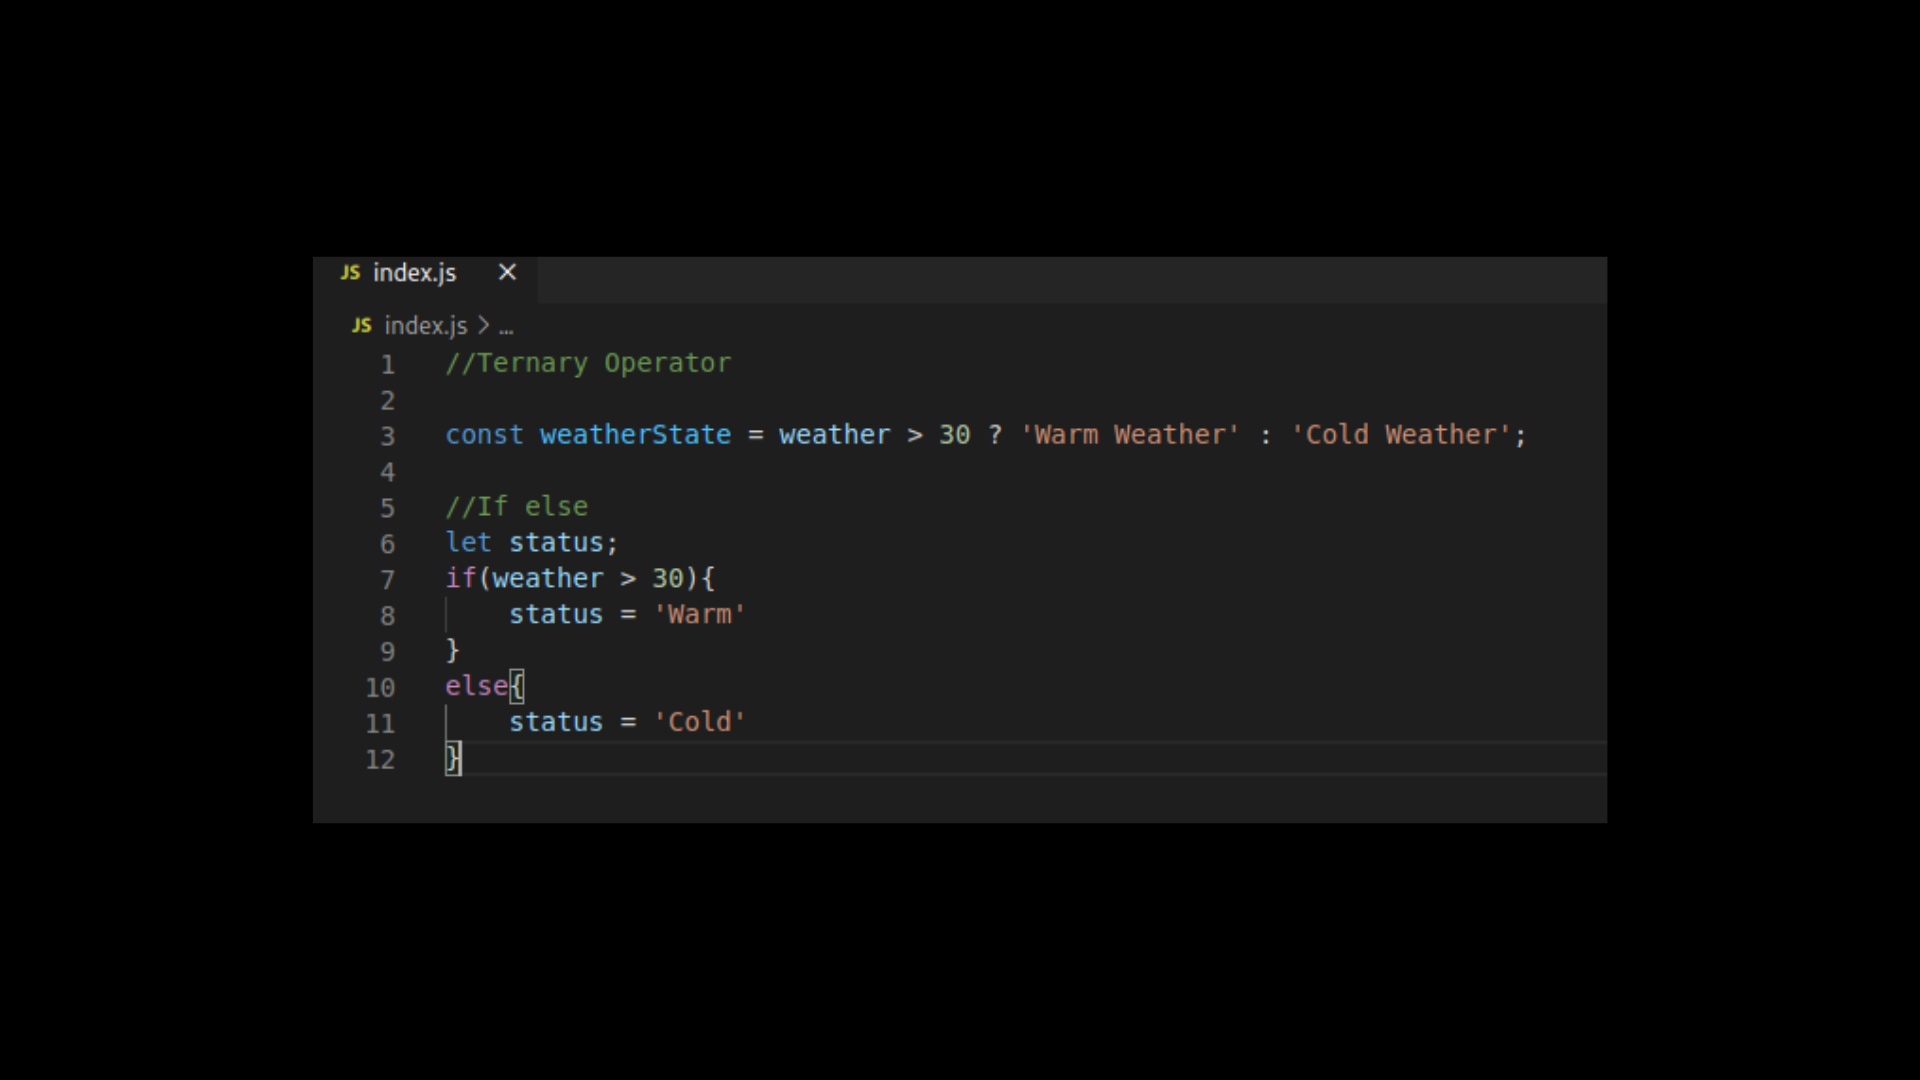 JS index.js ×
JS index.js > ...
1 //Ternary Operator
2
3 const weatherState = weather > 30 ? 'Warm Weather' : 'Cold Weather';
4
5 //If else
6 let status;
7 if(weather > 30){
8     status = 'Warm'
9 }
10 else{
11     status = 'Cold'
12 }